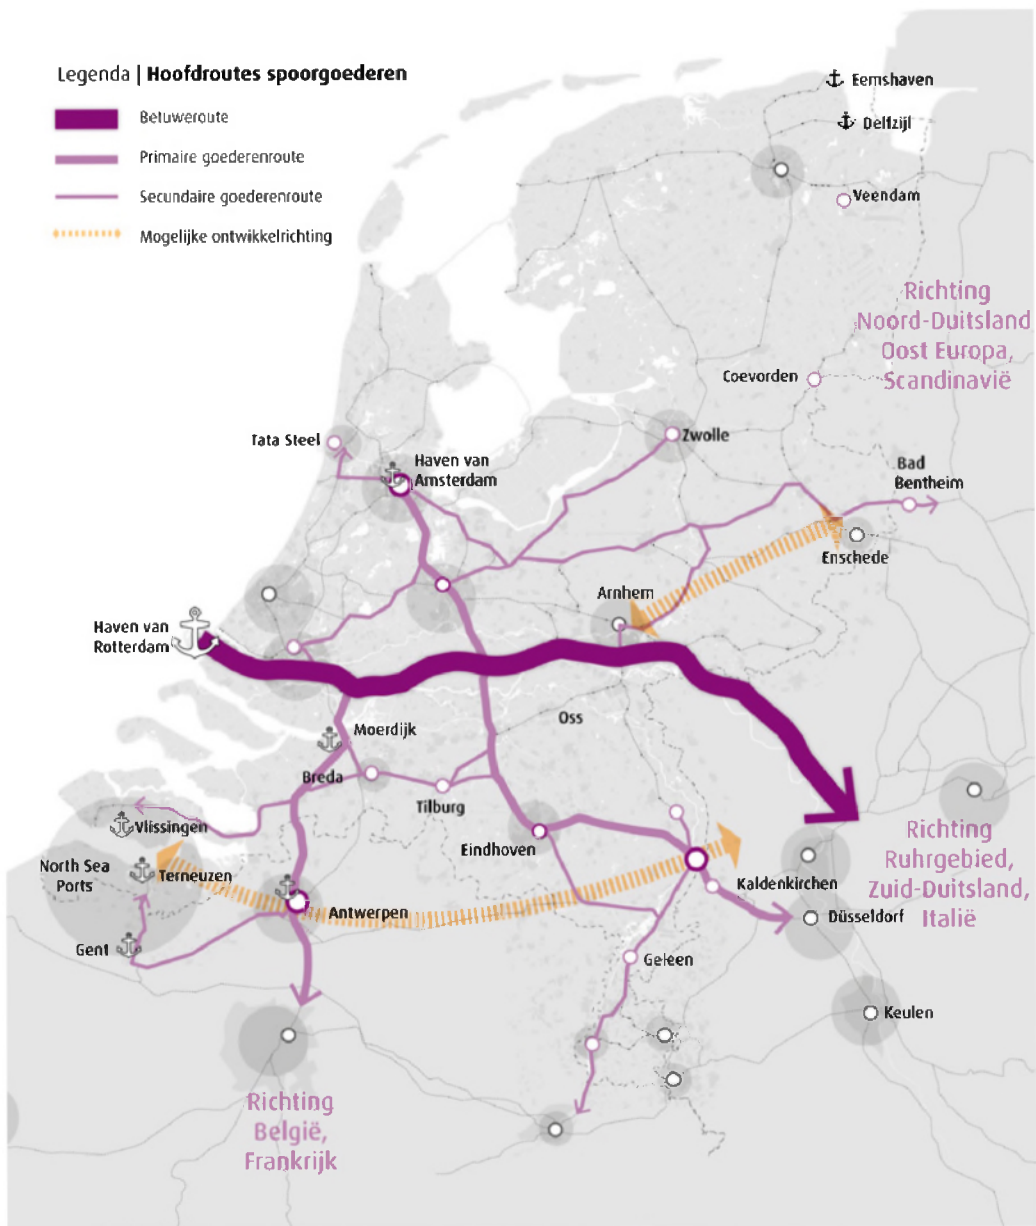 Legenda | Hoofdroutes spoorgoederen
Betuweroute
Primaire goederenroute
Secundaire goederenroute
Mogelijke ontwikkelrichting
Eemshaven
Delfzijl
Veendam
Richting
Noord-Duitsland
Oost Europa,
Scandinavië
Coevorden
Zwolle
Tata Steel
Haven van
Amsterdam
Bad
Bentheim
Enschede
Arnhem
Haven van
Rotterdam
Oss
Moerdijk
Breda
Tilburg
Vlissingen
Eindhoven
North Sea
Ports
Terneuzen
Kaldenkirchen
Richting
Ruhrgebied,
Zuid-Duitsland,
Italië
Antwerpen
Düsseldorf
Gent
Geleen
Keulen
Richting
België,
Frankrijk